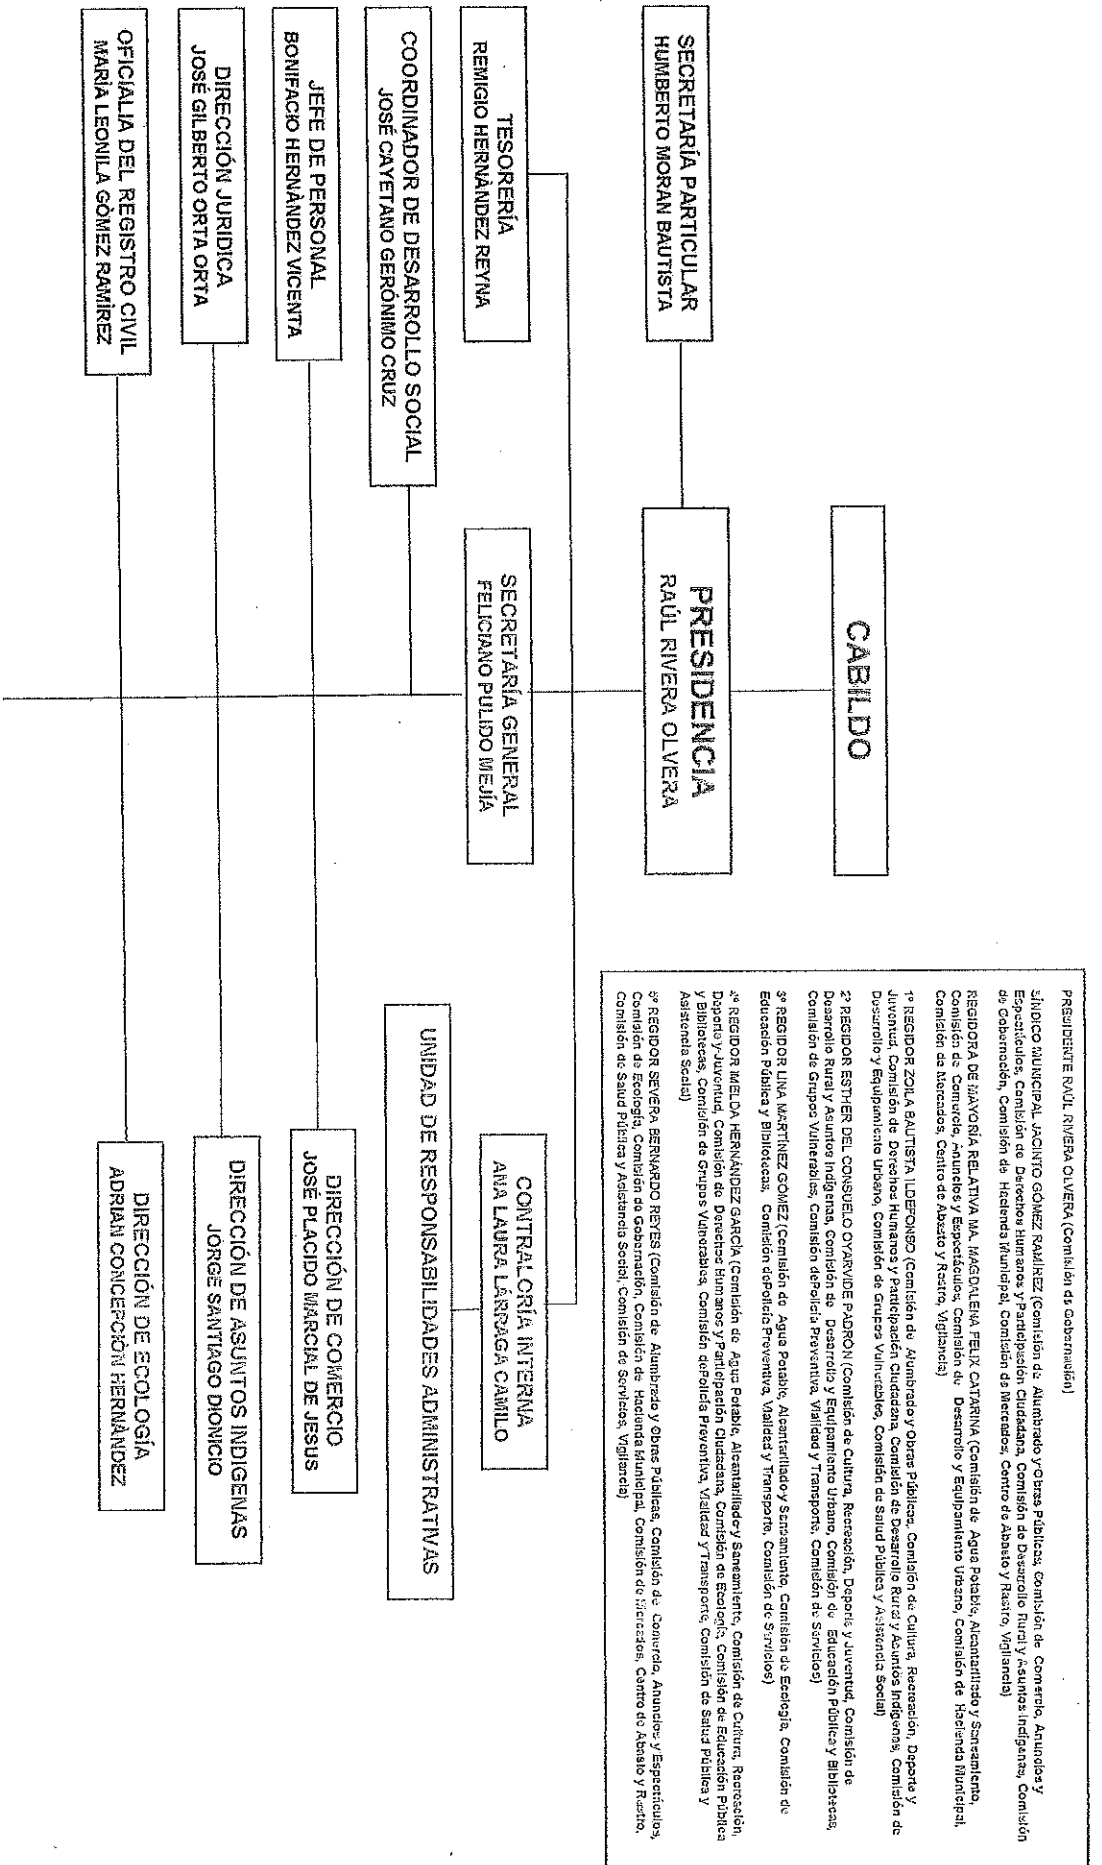 CABILDO
PRESIDENTE RAÚL RIVERA OLVERA (Comisión de Gobernación)
SÍNDICO MUNICIPAL JACINTO GÓMEZ RAMÍREZ (Comisión de Alumbrado y Obras Públicas, Comisión de Comercio, Anuncios y
Espectáculos, Comisión de Derechos Humanos y Participación Ciudadana, Comisión de Desarrollo Rural y Asuntos Indígenas, Comisión
de Gobernación, Comisión de Hacienda Municipal, Comisión de Mercados, Centro de Abasto y Rastro, Vigilancia)
REGIDORA DE MAYORÍA RELATIVA MA. MAGDALENA FELIX CATARINA (Comisión de Agua Potable, Alcantarillado y Saneamiento,
Comisión de Comercio, Anuncios y Espectáculos, Comisión de Desarrollo y Equipamiento Urbano, Comisión de Hacienda Municipal,
Comisión de Mercados, Centro de Abasto y Rastro, Vigilancia)
1º REGIDOR ZOILA BAUTISTA ILDEFONSO (Comisión de Alumbrado y Obras Públicas, Comisión de Cultura, Recreación, Deporte y
Juventud, Comisión de Derechos Humanos y Participación Ciudadana, Comisión de Desarrollo Rural y Asuntos Indígenas, Comisión de
Desarrollo y Equipamiento Urbano, Comisión de Grupos Vulnerables, Comisión de Salud Pública y Asistencia Social)
2º REGIDOR ESTHER DEL CONSUELO OYARVIDE PADRÓN (Comisión de Cultura, Recreación, Deporte y Juventud, Comisión de
Desarrollo Rural y Asuntos Indígenas, Comisión de Desarrollo y Equipamiento Urbano, Comisión de Educación Pública y Bibliotecas,
Comisión de Grupos Vulnerables, Comisión dePolicía Preventiva, Vialidad y Transporte, Comisión de Servicios)
3º REGIDOR LINA MARTÍNEZ GÓMEZ (Comisión de Agua Potable, Alcantarillado y Saneamiento, Comisión de Ecología, Comisión de
Educación Pública y Bibliotecas, Comisión dePolicía Preventiva, Vialidad y Transporte, Comisión de Servicios)
4º REGIDOR IMELDA HERNÁNDEZ GARCÍA (Comisión de Agua Potable, Alcantarillado y Saneamiento, Comisión de Cultura, Recreación,
Deporte y Juventud, Comisión de Derechos Humanos y Participación Ciudadana, Comisión de Ecología, Comisión de Educación Pública
y Bibliotecas, Comisión de Grupos Vulnerables, Comisión dePolicía Preventiva, Vialidad y Transporte, Comisión de Salud Pública y
Asistencia Social)
5º REGIDOR SEVERA BERNARDO REYES (Comisión de Alumbrado y Obras Públicas, Comisión de Comercio, Anuncios y Espectáculos,
Comisión de Ecología, Comisión de Gobernación, Comisión de Hacienda Municipal, Comisión de Mercados, Centro de Abasto y Rastro,
Comisión de Salud Pública y Asistencia Social, Comisión de Servicios, Vigilancia)
SECRETARÍA PARTICULAR
HUMBERTO MORAN BAUTISTA
PRESIDENCIA
RAÚL RIVERA OLVERA
TESORERÍA
REMIGIO HERNÀNDEZ REYNA
SECRETARÍA GENERAL
FELICIANO PULIDO MEJÍA
CONTRALORÍA INTERNA
ANA LAURA LÁRRAGA CAMILO
COORDINADOR DE DESARROLLO SOCIAL
JOSÉ CAYETANO GERÓNIMO CRUZ
UNIDAD DE RESPONSABILIDADES ADMINISTRATIVAS
JEFE DE PERSONAL
BONIFACIO HERNÀNDEZ VICENTA
DIRECCIÓN DE COMERCIO
JOSÉ PLACIDO MARCIAL DE JESUS
DIRECCIÓN JURIDICA
JOSÉ GILBERTO ORTA ORTA
DIRECCIÓN DE ASUNTOS INDIGENAS
JORGE SANTIAGO DIONICIO
OFICIALIA DEL REGISTRO CIVIL
MARÌA LEONILA GÒMEZ RAMÌREZ
DIRECCIÓN DE ECOLOGÍA
ADRIAN CONCEPCIÓN HERNÀNDEZ